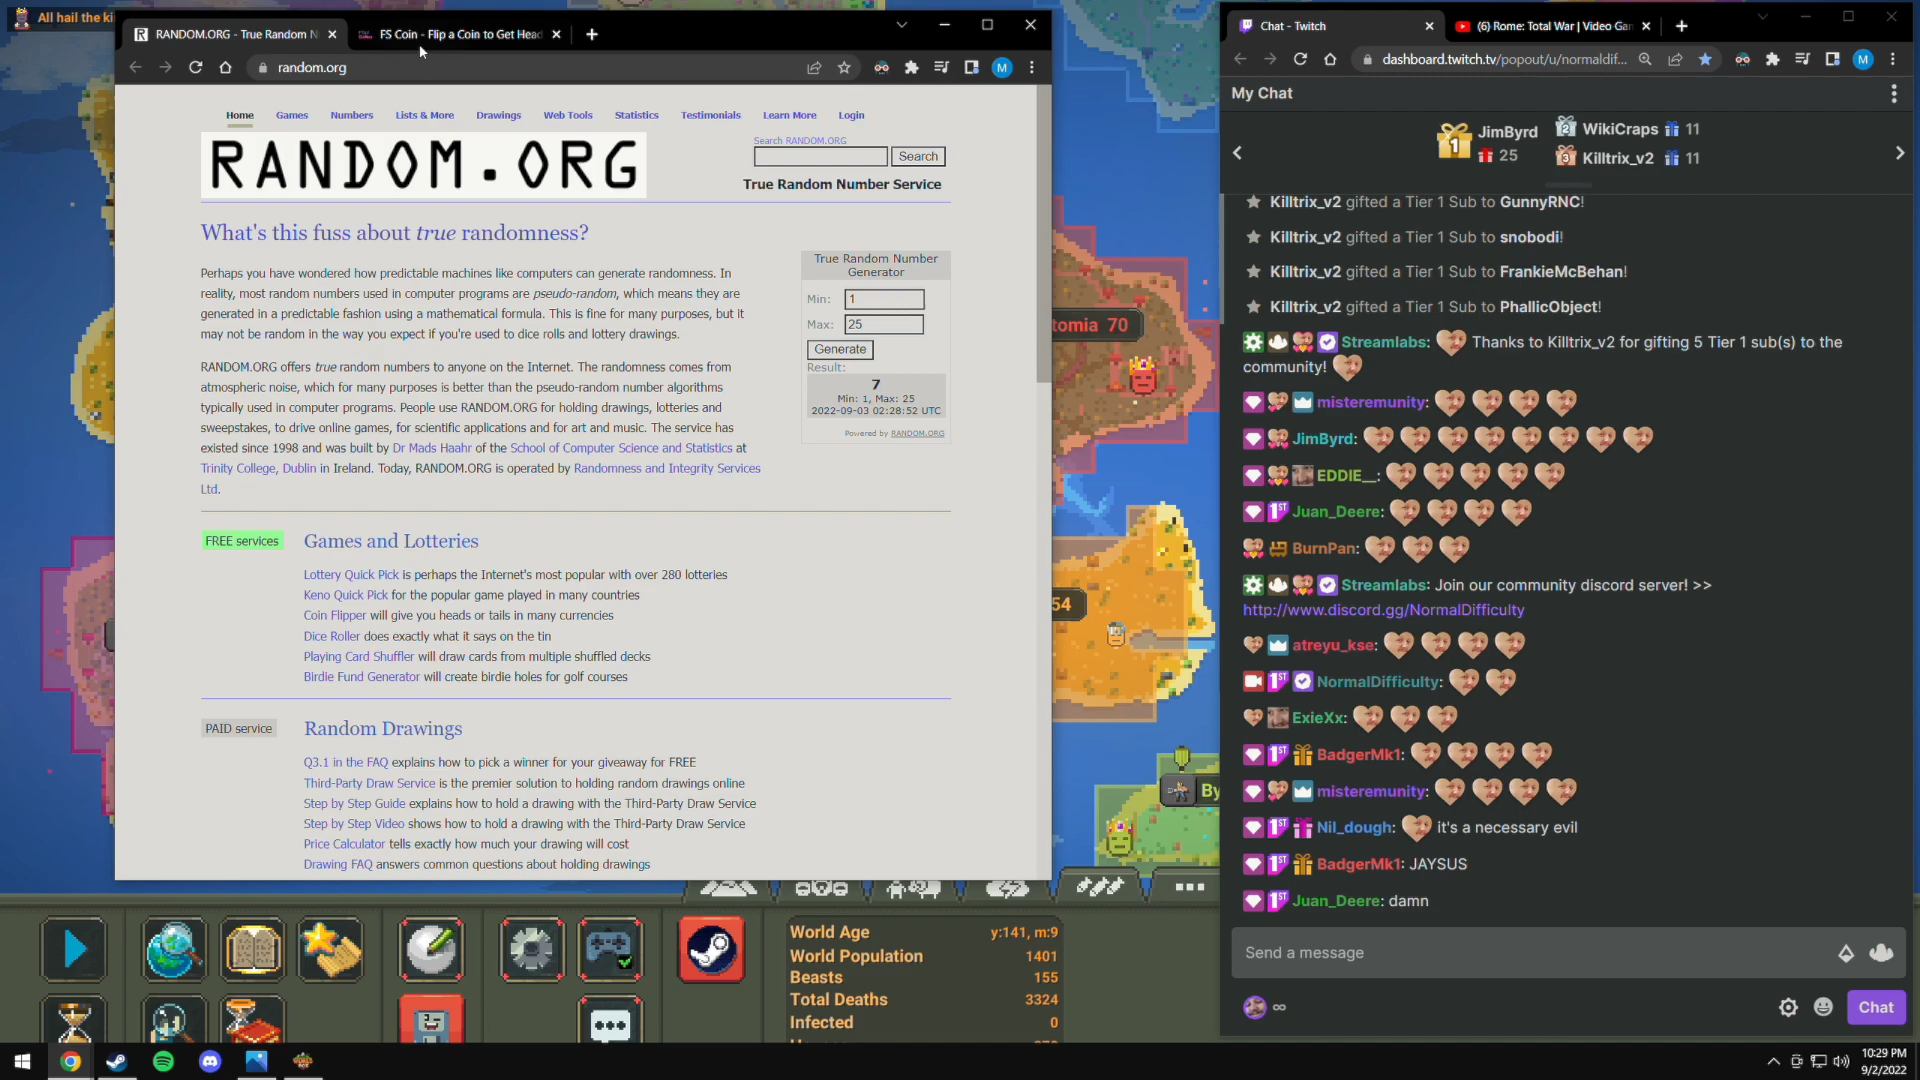 All hail the ki
RANDOM.ORG - True Random N
FS Coin - Flip a Coin to Get Head
random.org
M
Home Games Numbers Lists & More Drawings Web Tools Statistics Testimonials Learn More Login
RANDOM.ORG
Search RANDOM.ORG
Search
True Random Number Service
What's this fuss about true randomness?
Perhaps you have wondered how predictable machines like computers can generate randomness. In
reality, most random numbers used in computer programs are pseudo-random, which means they are
generated in a predictable fashion using a mathematical formula. This is fine for many purposes, but it
may not be random in the way you expect if you're used to dice rolls and lottery drawings.
RANDOM.ORG offers true random numbers to anyone on the Internet. The randomness comes from
atmospheric noise, which for many purposes is better than the pseudo-random number algorithms
typically used in computer programs. People use RANDOM.ORG for holding drawings, lotteries and
sweepstakes, to drive online games, for scientific applications and for art and music. The service has
existed since 1998 and was built by Dr Mads Haahr of the School of Computer Science and Statistics at
Trinity College, Dublin in Ireland. Today, RANDOM.ORG is operated by Randomness and Integrity Services
Ltd.
True Random Number
Generator
Min: 1
Max: 25
Generate
Result:
7
Min: 1, Max: 25
2022-09-03 02:28:52 UTC
Powered by RANDOM.ORG
FREE services
Games and Lotteries
Lottery Quick Pick is perhaps the Internet's most popular with over 280 lotteries
Keno Quick Pick for the popular game played in many countries
Coin Flipper will give you heads or tails in many currencies
Dice Roller does exactly what it says on the tin
Playing Card Shuffler will draw cards from multiple shuffled decks
Birdie Fund Generator will create birdie holes for golf courses
PAID service
Random Drawings
Q3.1 in the FAQ explains how to pick a winner for your giveaway for FREE
Third-Party Draw Service is the premier solution to holding random drawings online
Step by Step Guide explains how to hold a drawing with the Third-Party Draw Service
Step by Step Video shows how to hold a drawing with the Third-Party Draw Service
Price Calculator tells exactly how much your drawing will cost
Drawing FAQ answers common questions about holding drawings
tomia 70
54
By
World Age y:141, m:9
World Population 1401
Beasts 155
Total Deaths 3324
Infected 0
Chat - Twitch
(6) Rome: Total War | Video Gam
dashboard.twitch.tv/popout/u/normaldif...
M
My Chat
1 JimByrd 25
2 WikiCraps 11
3 Killtrix_v2 11
Killtrix_v2 gifted a Tier 1 Sub to GunnyRNC!
Killtrix_v2 gifted a Tier 1 Sub to snobodi!
Killtrix_v2 gifted a Tier 1 Sub to FrankieMcBehan!
Killtrix_v2 gifted a Tier 1 Sub to PhallicObject!
Streamlabs: Thanks to Killtrix_v2 for gifting 5 Tier 1 sub(s) to the
community!
misteremunity:
JimByrd:
EDDIE__:
1ST Juan_Deere:
BurnPan:
Streamlabs: Join our community discord server! >>
http://www.discord.gg/NormalDifficulty
atreyu_kse:
1ST NormalDifficulty:
ExieXx:
1ST BadgerMk1:
misteremunity:
1ST Nil_dough: it's a necessary evil
1ST BadgerMk1: JAYSUS
1ST Juan_Deere: damn
Send a message
∞
Chat
10:29 PM
9/2/2022